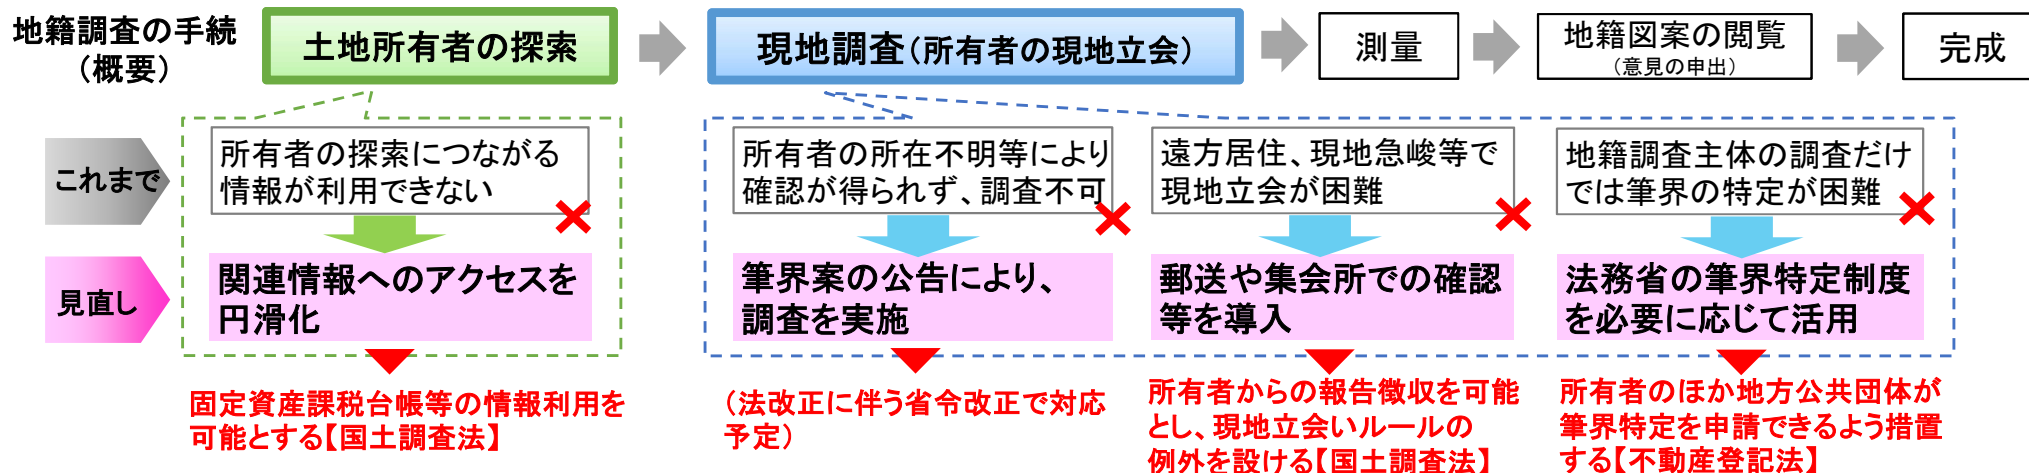 地籍調査の手続
（概要）
土地所有者の探索
現地調査（所有者の現地立会）
測量
地籍図案の閲覧
（意見の申出）
完成
これまで
所有者の探索につながる
情報が利用できない
所有者の所在不明等により
確認が得られず、調査不可
遠方居住、現地急峻等で
現地立会が困難
地籍調査主体の調査だけ
では筆界の特定が困難
見直し
関連情報へのアクセスを
円滑化
筆界案の公告により、
調査を実施
郵送や集会所での確認
等を導入
法務省の筆界特定制度
を必要に応じて活用
固定資産課税台帳等の情報利用を
可能とする【国土調査法】
（法改正に伴う省令改正で対応
予定）
所有者からの報告徴収を可能
とし、現地立会いルールの
例外を設ける【国土調査法】
所有者のほか地方公共団体が
筆界特定を申請できるよう措置
する【不動産登記法】